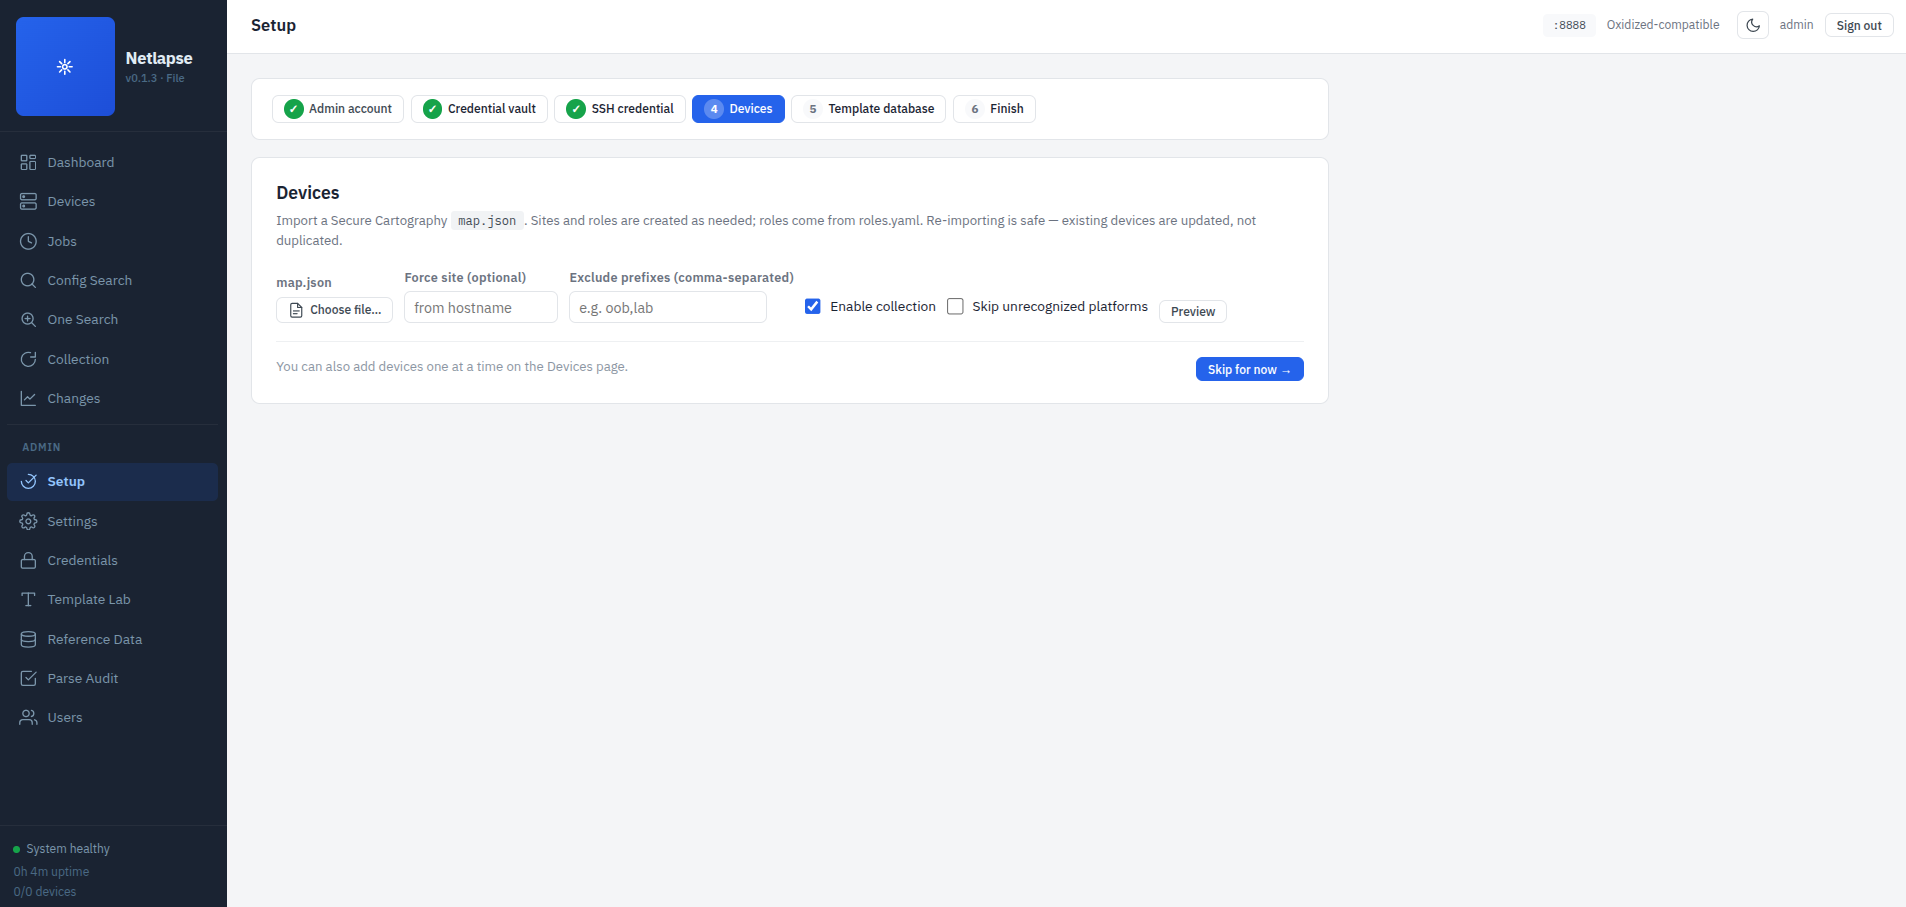 Netlapse
v0.1.3 · File
Dashboard
Devices
Jobs
Config Search
One Search
Collection
Changes
ADMIN
Setup
Settings
Credentials
Template Lab
Reference Data
Parse Audit
Users
System healthy
0h 4m uptime
0/0 devices
Setup
:8888 Oxidized-compatible admin Sign out
✓ Admin account ✓ Credential vault ✓ SSH credential 4 Devices 5 Template database 6 Finish
Devices
Import a Secure Cartography map.json . Sites and roles are created as needed; roles come from roles.yaml. Re-importing is safe — existing devices are updated, not
duplicated.
map.json Force site (optional) Exclude prefixes (comma-separated)
Choose file... from hostname e.g. oob,lab Enable collection Skip unrecognized platforms Preview
You can also add devices one at a time on the Devices page. Skip for now →